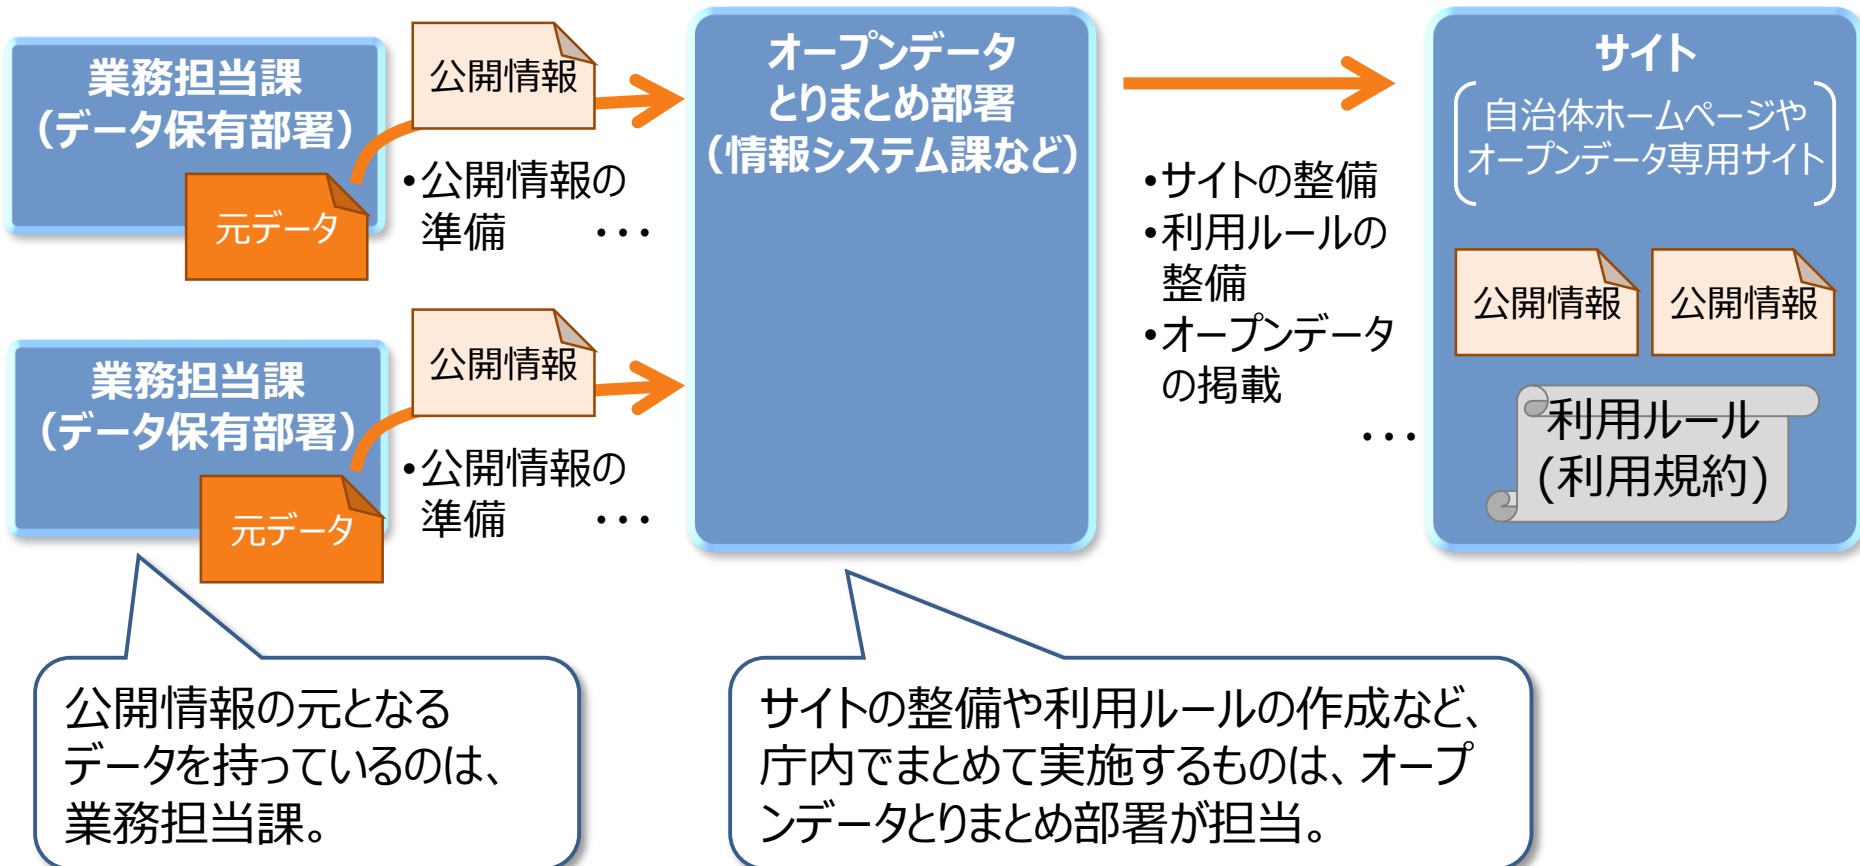 業務担当課
（データ保有部署）
元データ
公開情報
•公開情報の
準備　・・・
業務担当課
（データ保有部署）
元データ
公開情報
•公開情報の
準備　・・・
オープンデータ
とりまとめ部署
（情報システム課など）
•サイトの整備
•利用ルールの
整備
•オープンデータ
の掲載
・・・
サイト
自治体ホームページや
オープンデータ専用サイト
公開情報
公開情報
利用ルール
(利用規約)
公開情報の元となる
データを持っているのは、
業務担当課。
サイトの整備や利用ルールの作成など、
庁内でまとめて実施するものは、オープ
ンデータとりまとめ部署が担当。